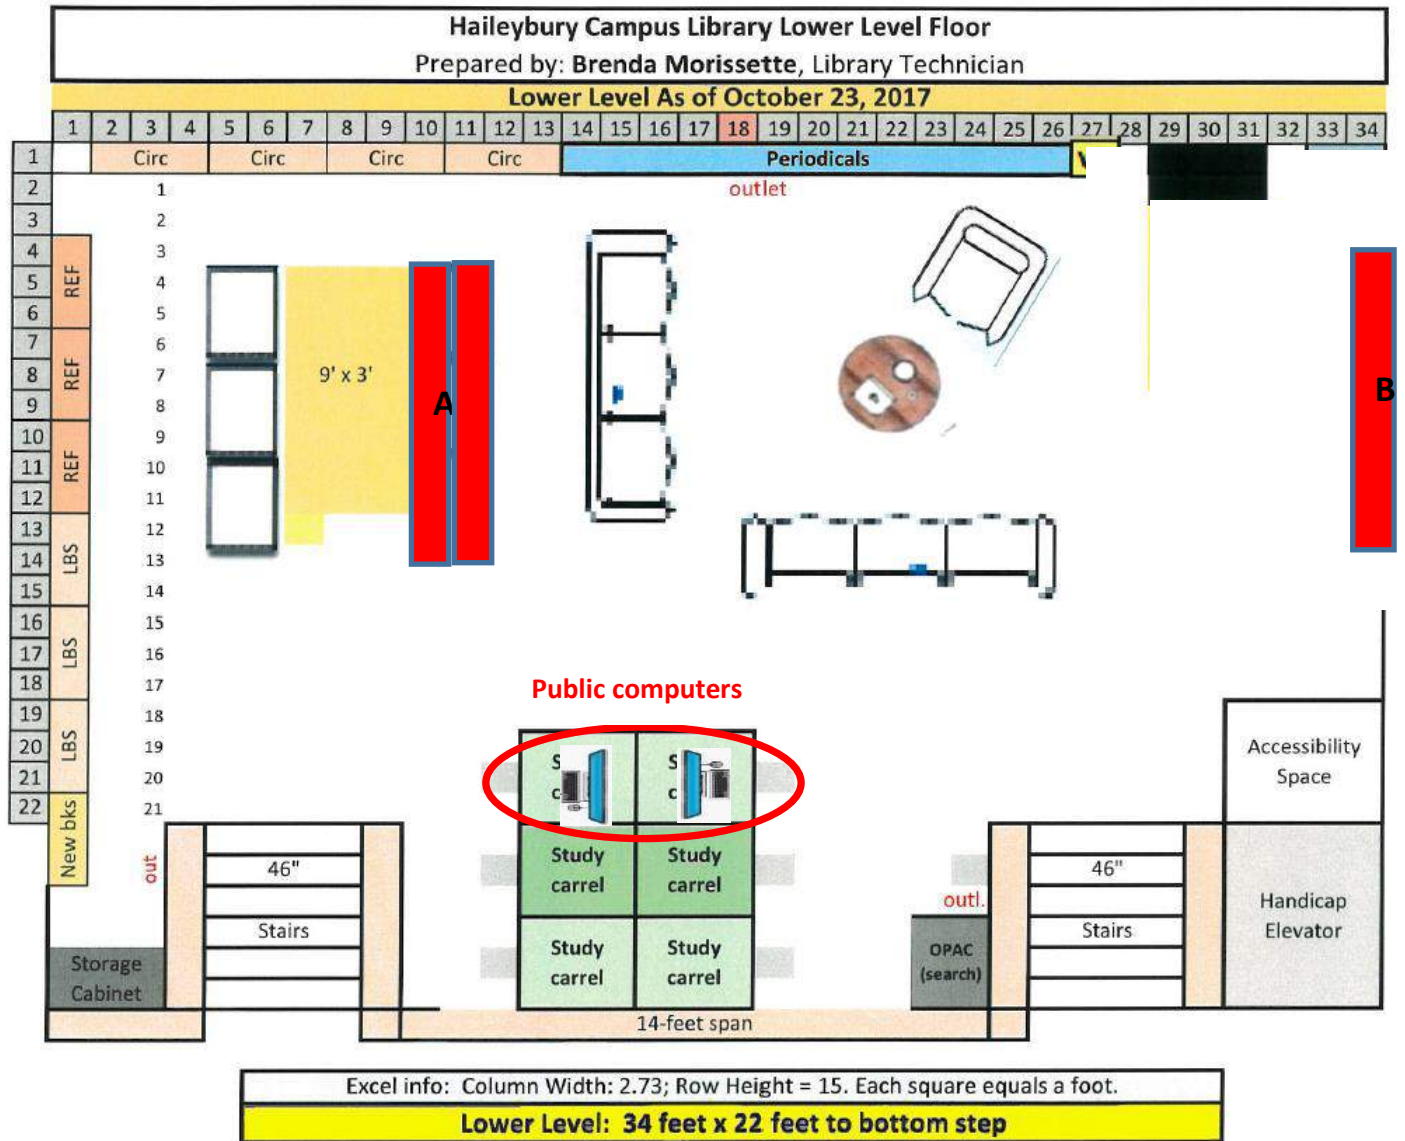 Haileybury Campus Library Lower Level Floor
Prepared by: Brenda Morissette, Library Technician
Lower Level As of October 23, 2017
1 2 3 4 5 6 7 8 9 10 11 12 13 14 15 16 17 18 19 20 21 22 23 24 25 26 27 28 29 30 31 32 33 34
1 Circ Circ Circ Circ Periodicals
2 1 outlet
3 2
4 3
5 4
6 5
REF
7 6
8 7
9 8
REF
9' x 3'
A
B
10 9
11 10
12 11
REF
13 12
14 13
15 14
LBS
16 15
17 16
18 17
LBS
Public computers
19 18
20 19
21 20
LBS
22 21
New bks
Accessibility
Space
out
46"
Stairs
Storage
Cabinet
Study
carrel
Study
carrel
Study
carrel
Study
carrel
outl.
OPAC
(search)
46"
Stairs
Handicap
Elevator
14-feet span
Excel info: Column Width: 2.73; Row Height = 15. Each square equals a foot.
Lower Level: 34 feet x 22 feet to bottom step